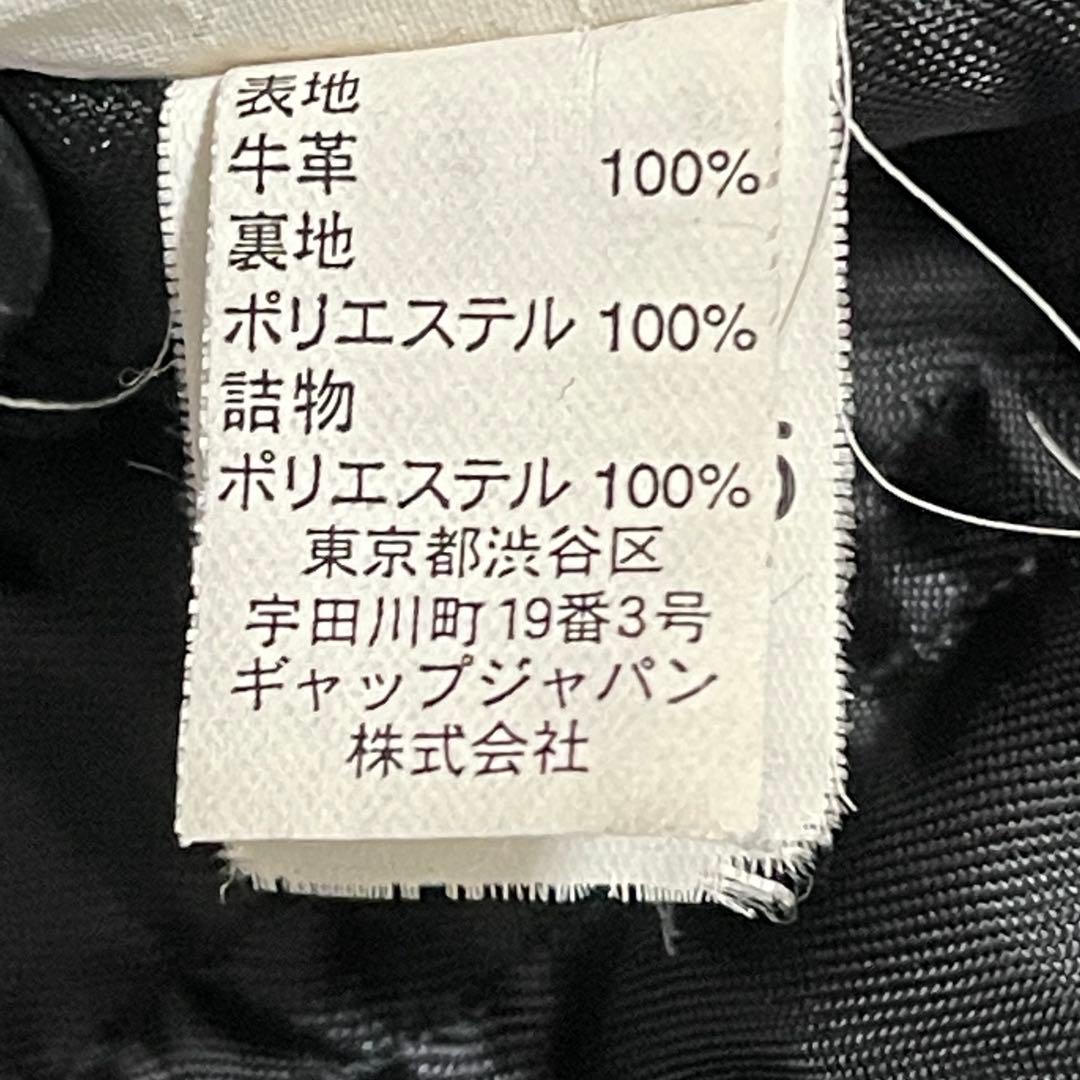 表地
牛革 100%
裏地
ポリエステル 100%
詰物
ポリエステル 100%
東京都渋谷区
宇田川町19番3号
ギャップジャパン
株式会社